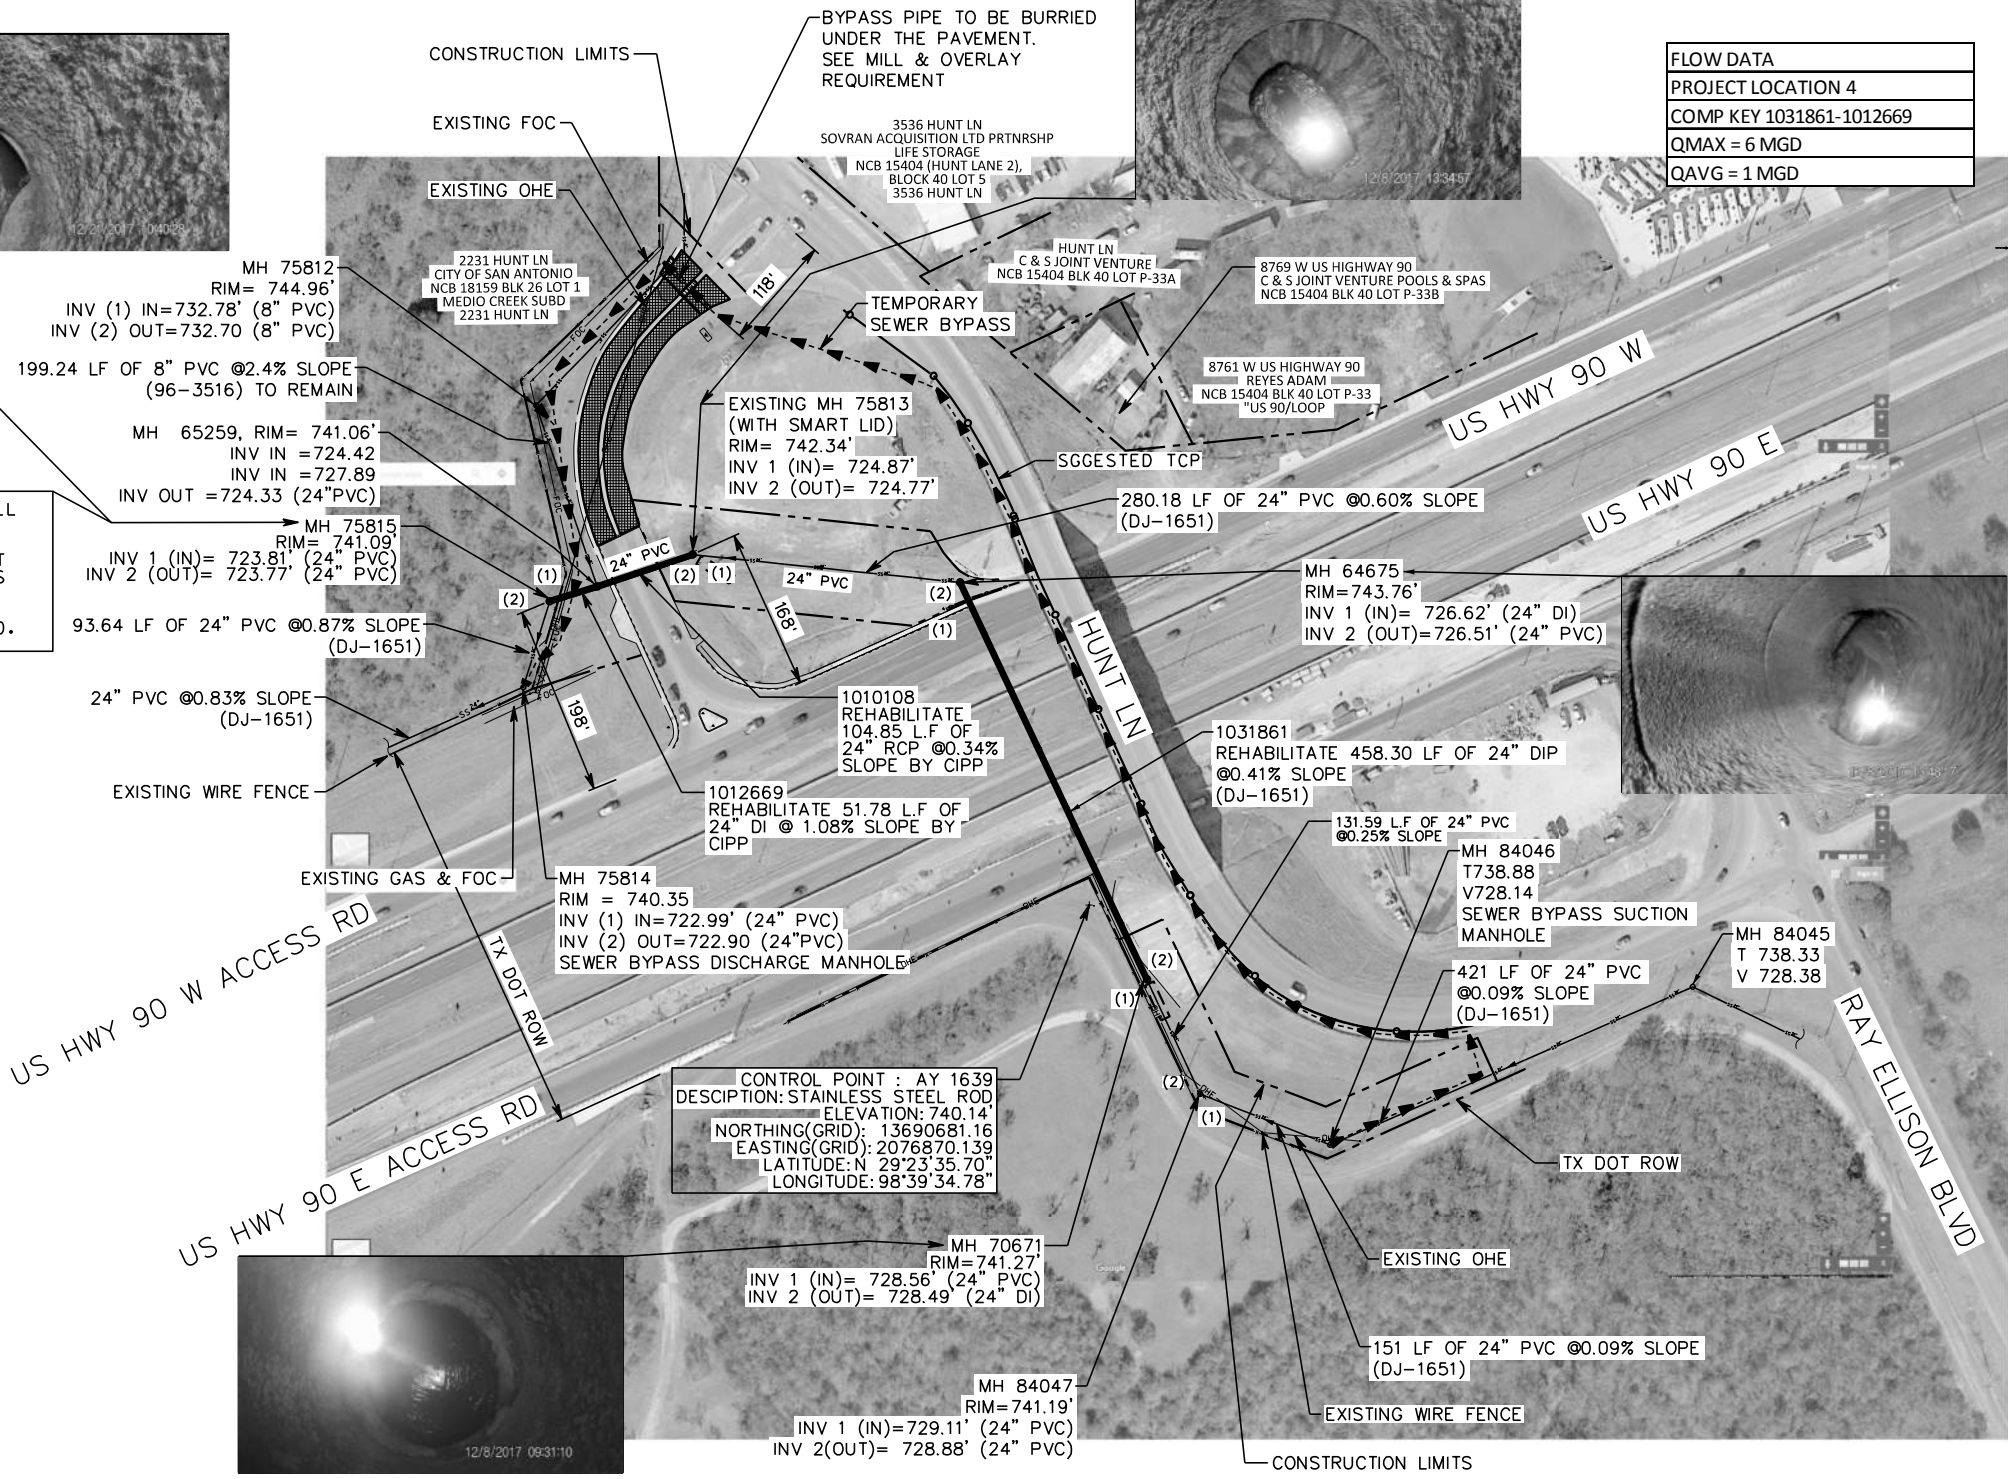 BYPASS PIPE TO BE BURRIED
UNDER THE PAVEMENT.
SEE MILL & OVERLAY
REQUIREMENT
CONSTRUCTION LIMITS
EXISTING FOC
EXISTING OHE
3536 HUNT LN
SOVRAN ACQUISITION LTD PRTNRSHP
LIFE STORAGE
NCB 15404 (HUNT LANE 2),
BLOCK 40 LOT 5
3536 HUNT LN
12/8/2017 13:34:57
FLOW DATA
PROJECT LOCATION 4
COMP KEY 1031861-1012669
QMAX = 6 MGD
QAVG = 1 MGD
12/21/2017 10:40:28
2231 HUNT LN
CITY OF SAN ANTONIO
NCB 18159 BLK 26 LOT 1
MEDIO CREEK SUBD
2231 HUNT LN
HUNT LN
C & S JOINT VENTURE
NCB 15404 BLK 40 LOT P-33A
8769 W US HIGHWAY 90
C & S JOINT VENTURE POOLS & SPAS
NCB 15404 BLK 40 LOT P-33B
8761 W US HIGHWAY 90
REYES ADAM
NCB 15404 BLK 40 LOT P-33
"US 90/LOOP
MH 75812
RIM= 744.96'
INV (1) IN=732.78' (8" PVC)
INV (2) OUT=732.70 (8" PVC)
199.24 LF OF 8" PVC @2.4% SLOPE
(96-3516) TO REMAIN
MH 65259, RIM= 741.06'
INV IN =724.42
INV IN =727.89
INV OUT =724.33 (24"PVC)
MH 75815
RIM= 741.09'
INV 1 (IN)= 723.81' (24" PVC)
INV 2 (OUT)= 723.77' (24" PVC)
93.64 LF OF 24" PVC @0.87% SLOPE
(DJ-1651)
24" PVC @0.83% SLOPE
(DJ-1651)
EXISTING WIRE FENCE
118'
TEMPORARY
SEWER BYPASS
EXISTING MH 75813
(WITH SMART LID)
RIM= 742.34'
INV 1 (IN)= 724.87'
INV 2 (OUT)= 724.77'
SGGESTED TCP
280.18 LF OF 24" PVC @0.60% SLOPE
(DJ-1651)
US HWY 90 W
US HWY 90 E
24" PVC
24" PVC
(1)
(2)
(2)
(1)
(2)
(1)
168'
198'
HUNT LN
MH 64675
RIM=743.76'
INV 1 (IN)= 726.62' (24" DI)
INV 2 (OUT)=726.51' (24" PVC)
1010108
REHABILITATE
104.85 L.F OF
24" RCP @0.34%
SLOPE BY CIPP
1012669
REHABILITATE 51.78 L.F OF
24" DI @ 1.08% SLOPE BY
CIPP
1031861
REHABILITATE 458.30 LF OF 24" DIP
@0.41% SLOPE
(DJ-1651)
131.59 L.F OF 24" PVC
@0.25% SLOPE
MH 84046
T738.88
V728.14
SEWER BYPASS SUCTION
MANHOLE
421 LF OF 24" PVC
@0.09% SLOPE
(DJ-1651)
MH 84045
T 738.33
V 728.38
EXISTING GAS & FOC
MH 75814
RIM = 740.35
INV (1) IN=722.99' (24" PVC)
INV (2) OUT=722.90 (24"PVC)
SEWER BYPASS DISCHARGE MANHOLE
US HWY 90 W ACCESS RD
TX DOT ROW
US HWY 90 E ACCESS RD
RAY ELLISON BLVD
(2)
(1)
(2)
(1)
CONTROL POINT : AY 1639
DESCIPTION: STAINLESS STEEL ROD
ELEVATION: 740.14'
NORTHING(GRID): 13690681.16
EASTING(GRID): 2076870.139
LATITUDE: N 29°23'35.70"
LONGITUDE: 98°39'34.78"
TX DOT ROW
MH 70671
RIM=741.27'
INV 1 (IN)= 728.56' (24" PVC)
INV 2 (OUT)= 728.49' (24" DI)
Google
EXISTING OHE
151 LF OF 24" PVC @0.09% SLOPE
(DJ-1651)
MH 84047
RIM=741.19'
INV 1 (IN)=729.11' (24" PVC)
INV 2(OUT)= 728.88' (24" PVC)
EXISTING WIRE FENCE
CONSTRUCTION LIMITS
12/8/2017 09:31:10